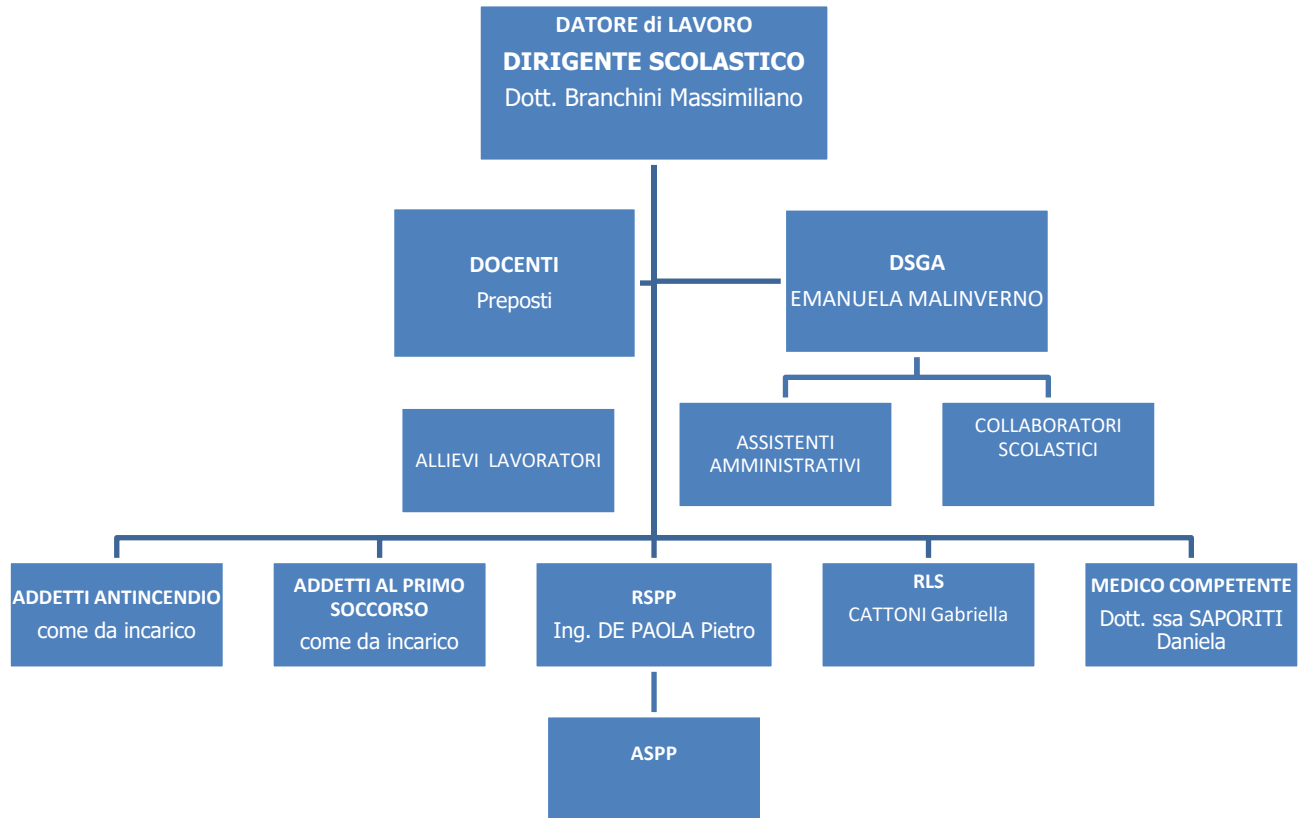 DATORE di LAVORO
DIRIGENTE SCOLASTICO
Dott. Branchini Massimiliano
DOCENTI
Preposti
DSGA
EMANUELA MALINVERNO
ALLIEVI LAVORATORI
ASSISTENTI
AMMINISTRATIVI
COLLABORATORI
SCOLASTICI
ADDETTI ANTINCENDIO
come da incarico
ADDETTI AL PRIMO
SOCCORSO
come da incarico
RSPP
Ing. DE PAOLA Pietro
RLS
CATTONI Gabriella
MEDICO COMPETENTE
Dott. ssa SAPORITI
Daniela
ASPP